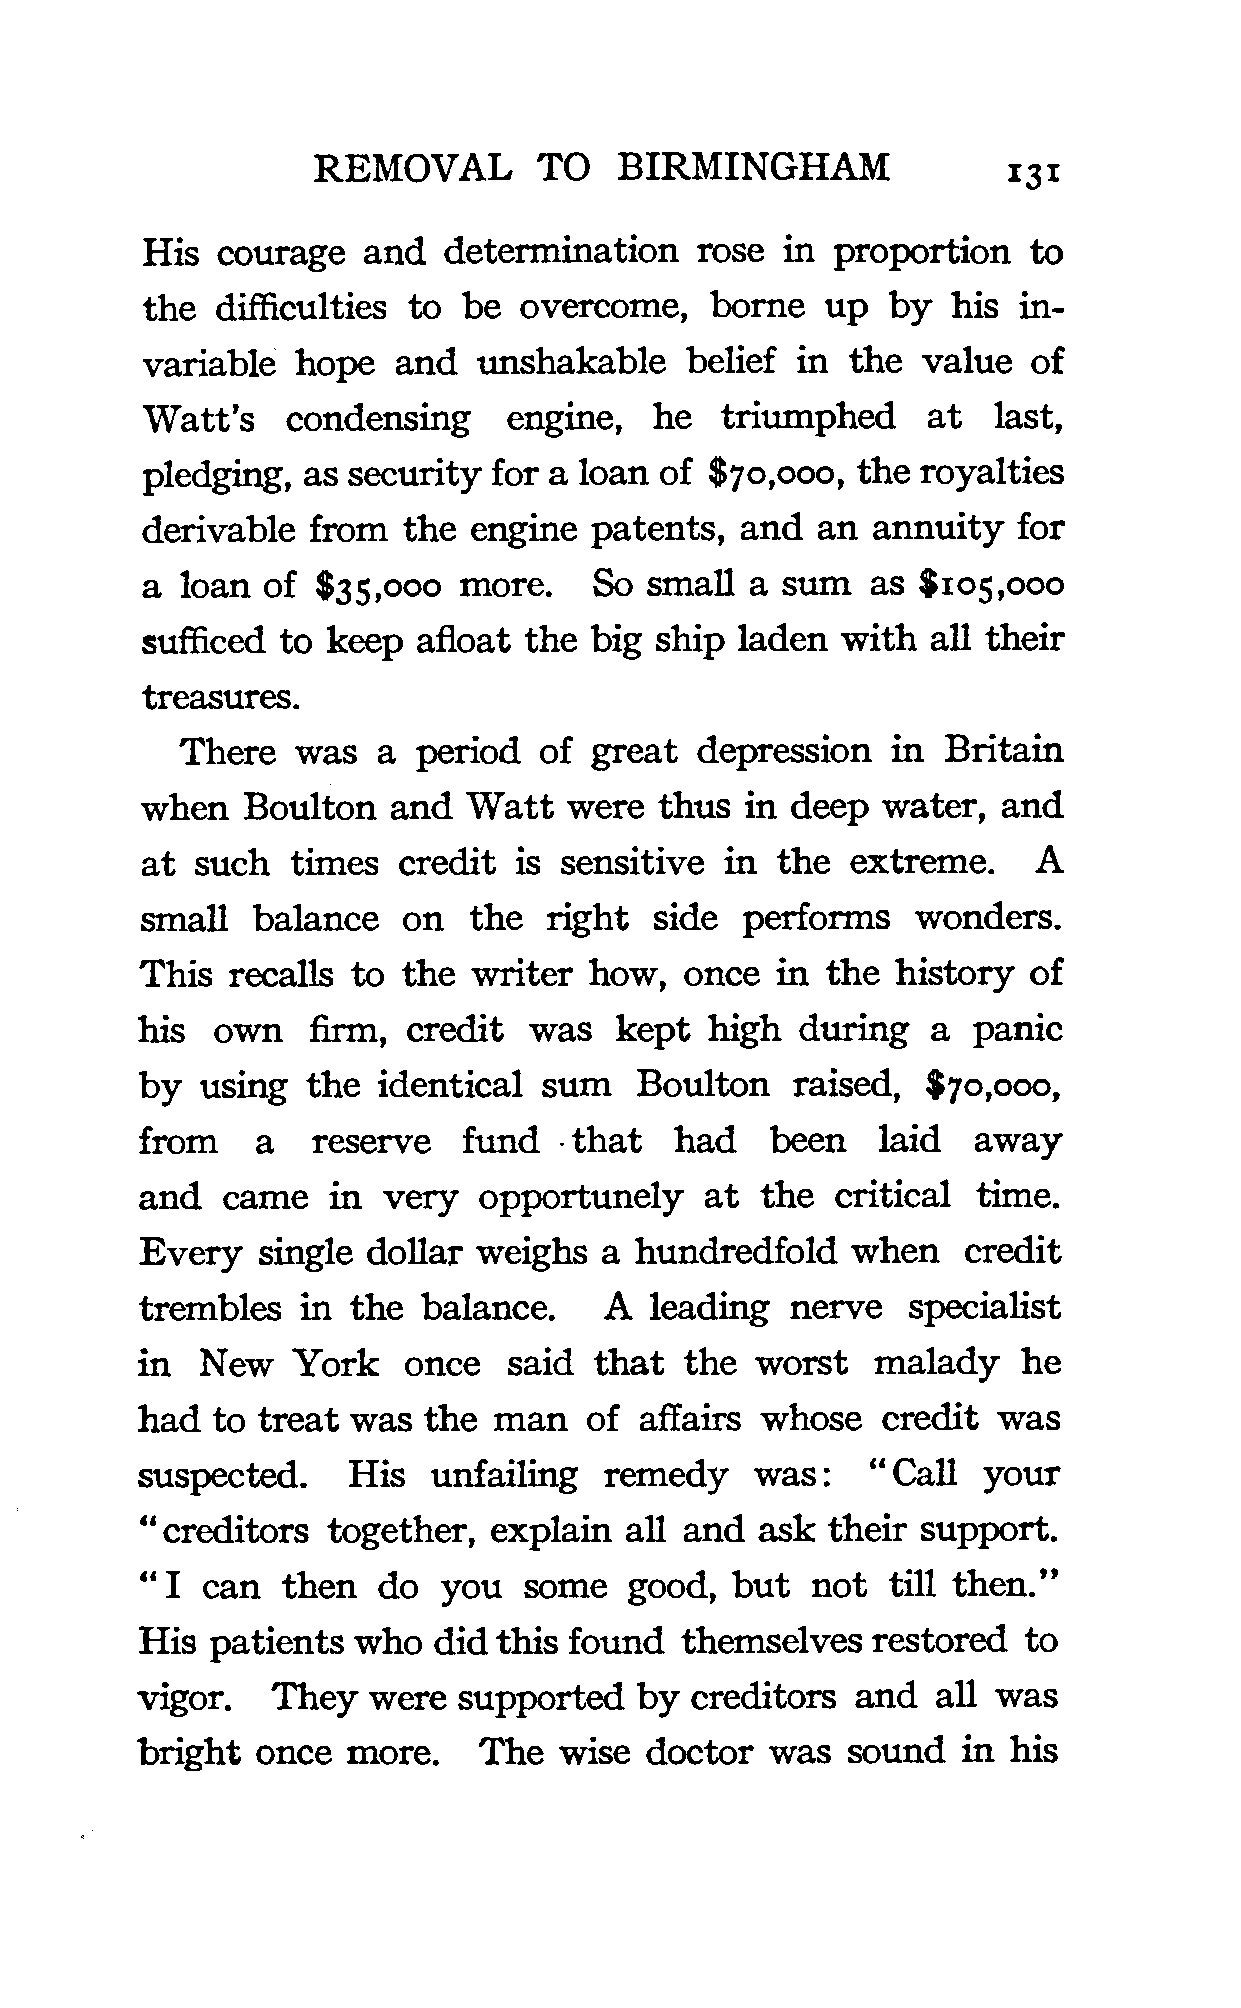 REMOVAL TO BIRMINGHAM 131
His courage and determination rose in proportion to
the difficulties to be overcome, borne up by his in-
variable hope and unshakable belief in the value of
Watt's condensing engine, he triumphed at last,
pledging, as security for a loan of $70,000, the royalties
derivable from the engine patents, and an annuity for
a loan of $35,000 more. So small a sum as $105,000
sufficed to keep afloat the big ship laden with all their
treasures.
There was a period of great depression in Britain
when Boulton and Watt were thus in deep water, and
at such times credit is sensitive in the extreme. A
small balance on the right side performs wonders.
This recalls to the writer how, once in the history of
his own firm, credit was kept high during a panic
by using the identical sum Boulton raised, $70,000,
from a reserve fund that had been laid away
and came in very opportunely at the critical time.
Every single dollar weighs a hundredfold when credit
trembles in the balance. A leading nerve specialist
in New York once said that the worst malady he
had to treat was the man of affairs whose credit was
suspected. His unfailing remedy was: "Call your
"creditors together, explain all and ask their support.
"I can then do you some good, but not till then."
His patients who did this found themselves restored to
vigor. They were supported by creditors and all was
bright once more. The wise doctor was sound in his